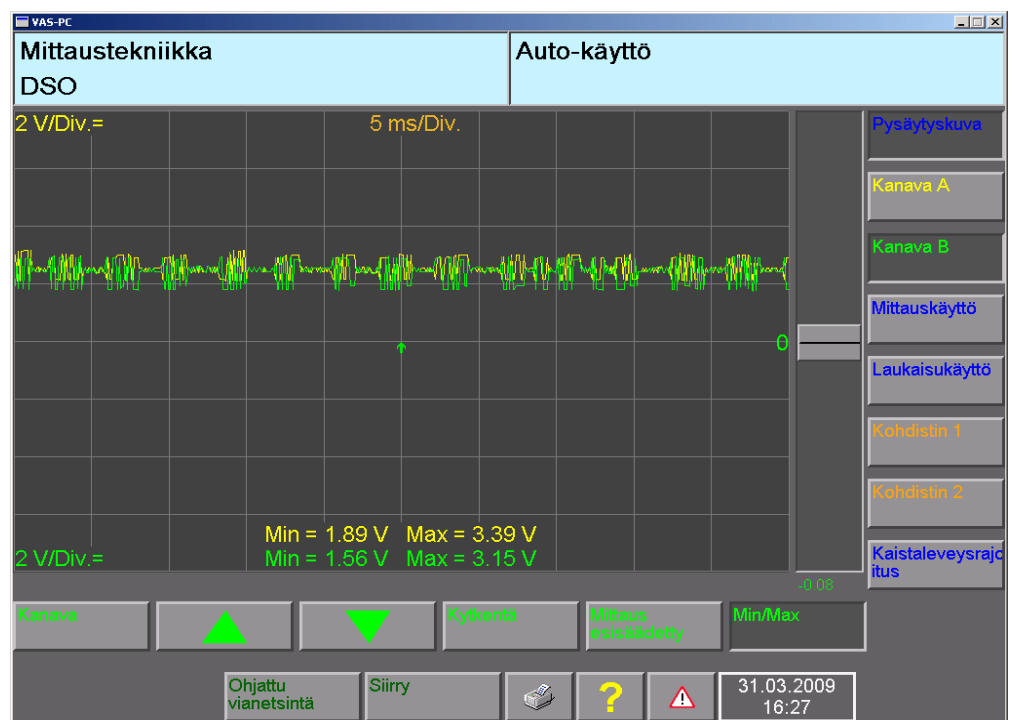 VAS-PC
Mittaustekniikka
DSO
Auto-käyttö
2 V/Div.=
5 ms/Div.
Pysäytyskuva
Kanava A
Kanava B
Mittauskäyttö
0
Laukaisukäyttö
Kohdistin 1
Kohdistin 2
Min = 1.89 V Max = 3.39 V
2 V/Div.=
Min = 1.56 V Max = 3.15 V
Kaistaleveysrajo
itus
-0.08
Kanava
Kytkentä
Mittaus
esisäädetty
Min/Max
Ohjattu
vianetsintä
Siirry
?
31.03.2009
16:27